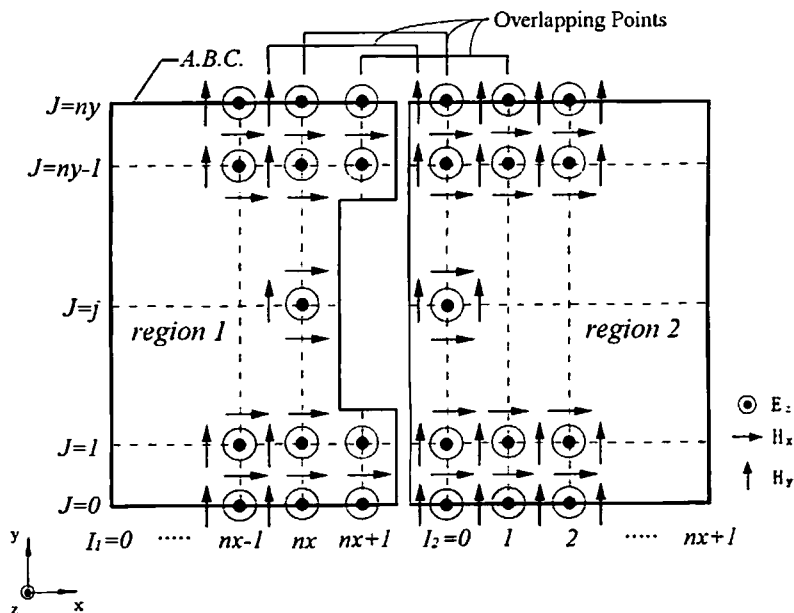 Overlapping Points
A.B.C.
J=ny
J=ny-1
J=j
region 1
region 2
J=1
J=0
E z
H x
H y
I1=0 ····· nx-1 nx nx+1 I2=0 1 2 ····· nx+1
y
z
x